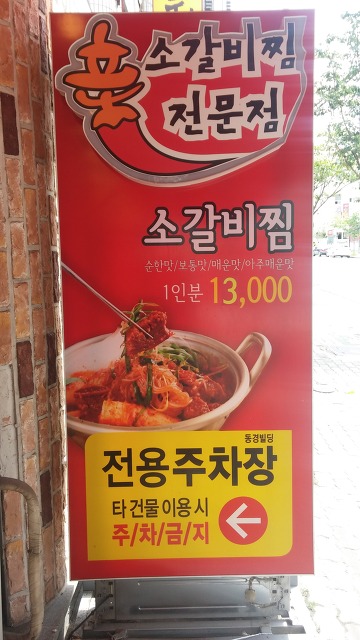 辛 소갈비찜
전문점
소갈비찜
순한맛/보통맛/매운맛/아주매운맛
1인분 13,000
동경빌딩
전용주차장
타 건물 이용 시
주/차/금/지